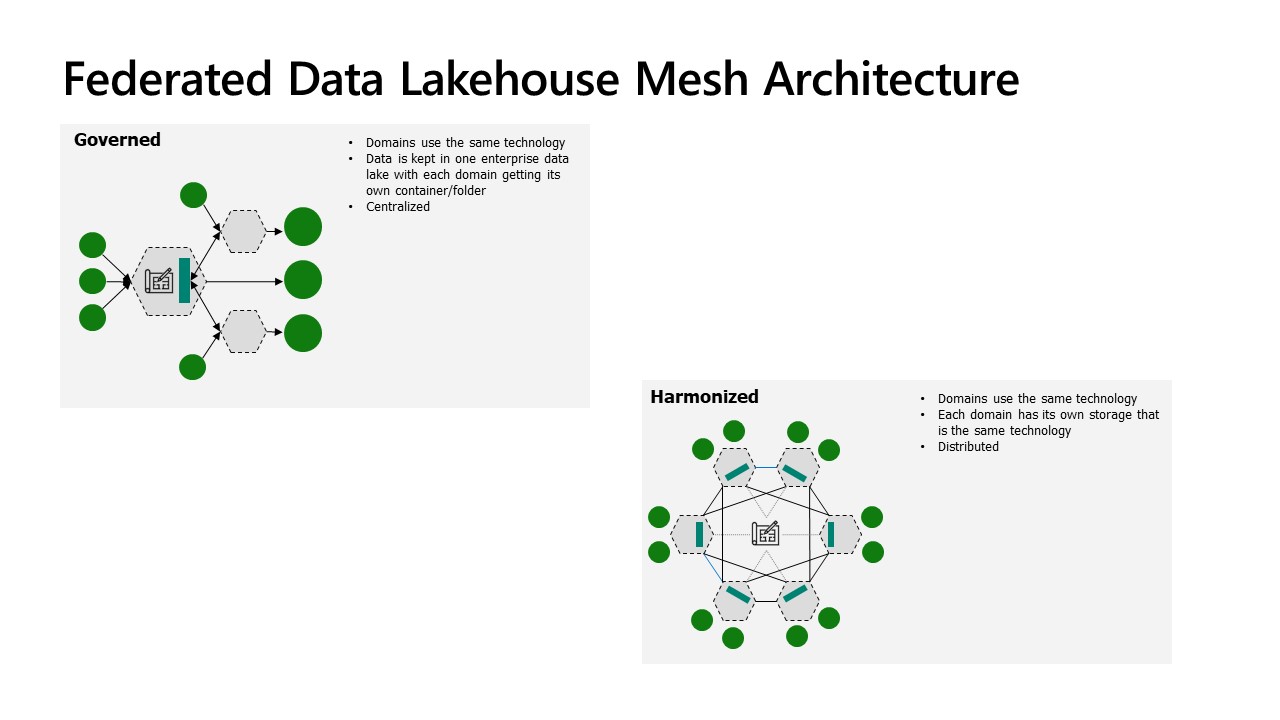 Federated Data Lakehouse Mesh Architecture
Governed
• Domains use the same technology
• Data is kept in one enterprise data
lake with each domain getting its
own container/folder
• Centralized
Harmonized
• Domains use the same technology
• Each domain has its own storage that
is the same technology
• Distributed